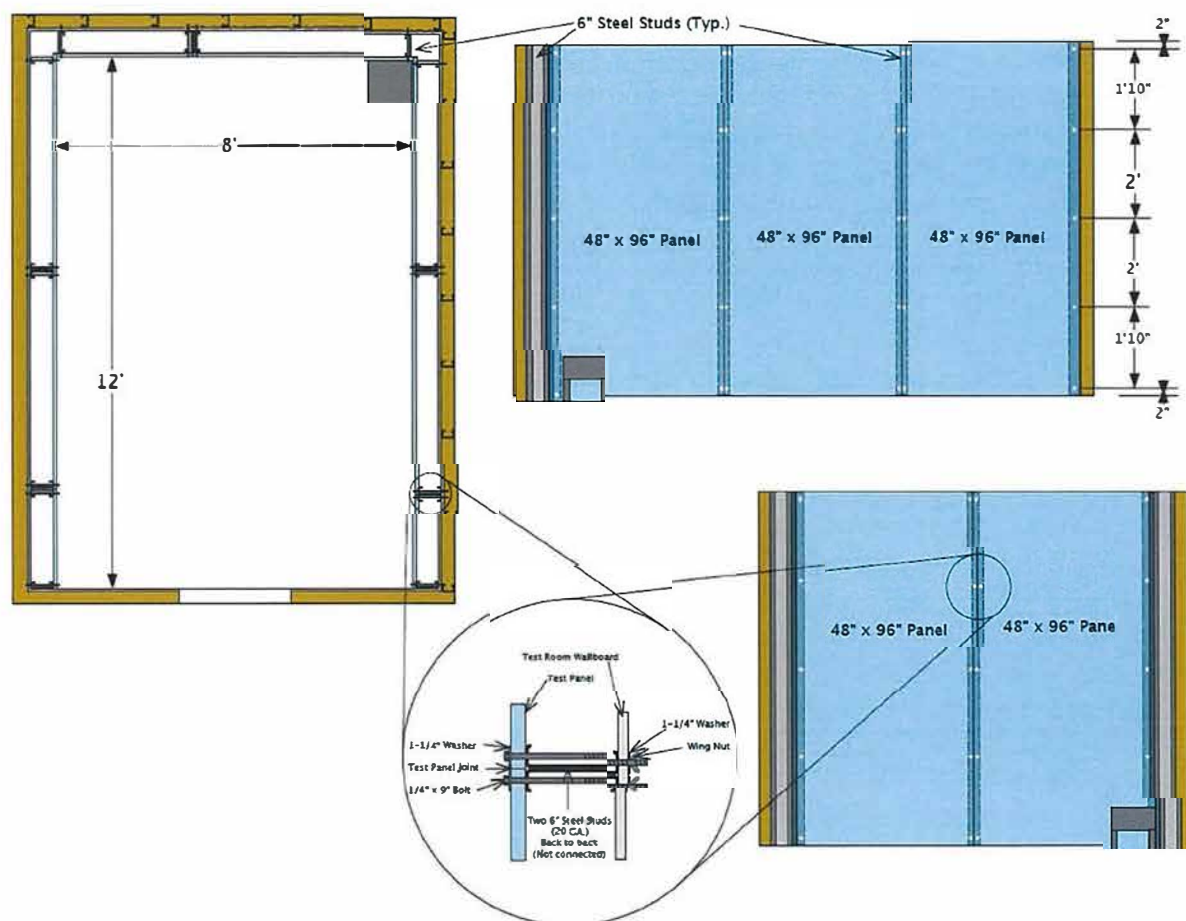 6" Steel Studs (Typ.)
2"
1'10"
8'
2'
48" x 96" Panel
48" x 96" Panel
48" x 96" Panel
2'
1'10"
12'
2"
48" x 96" Panel
48" x 96" Pane
Test Room Wallboard
Test Panel
1-1/4" Washer
1-1/4" Washer
Wing Nut
Test Panel Joint
1/4" x 9" Bolt
Two 6" Steel Studs
(20 GA.)
Back to back
(Not connected)